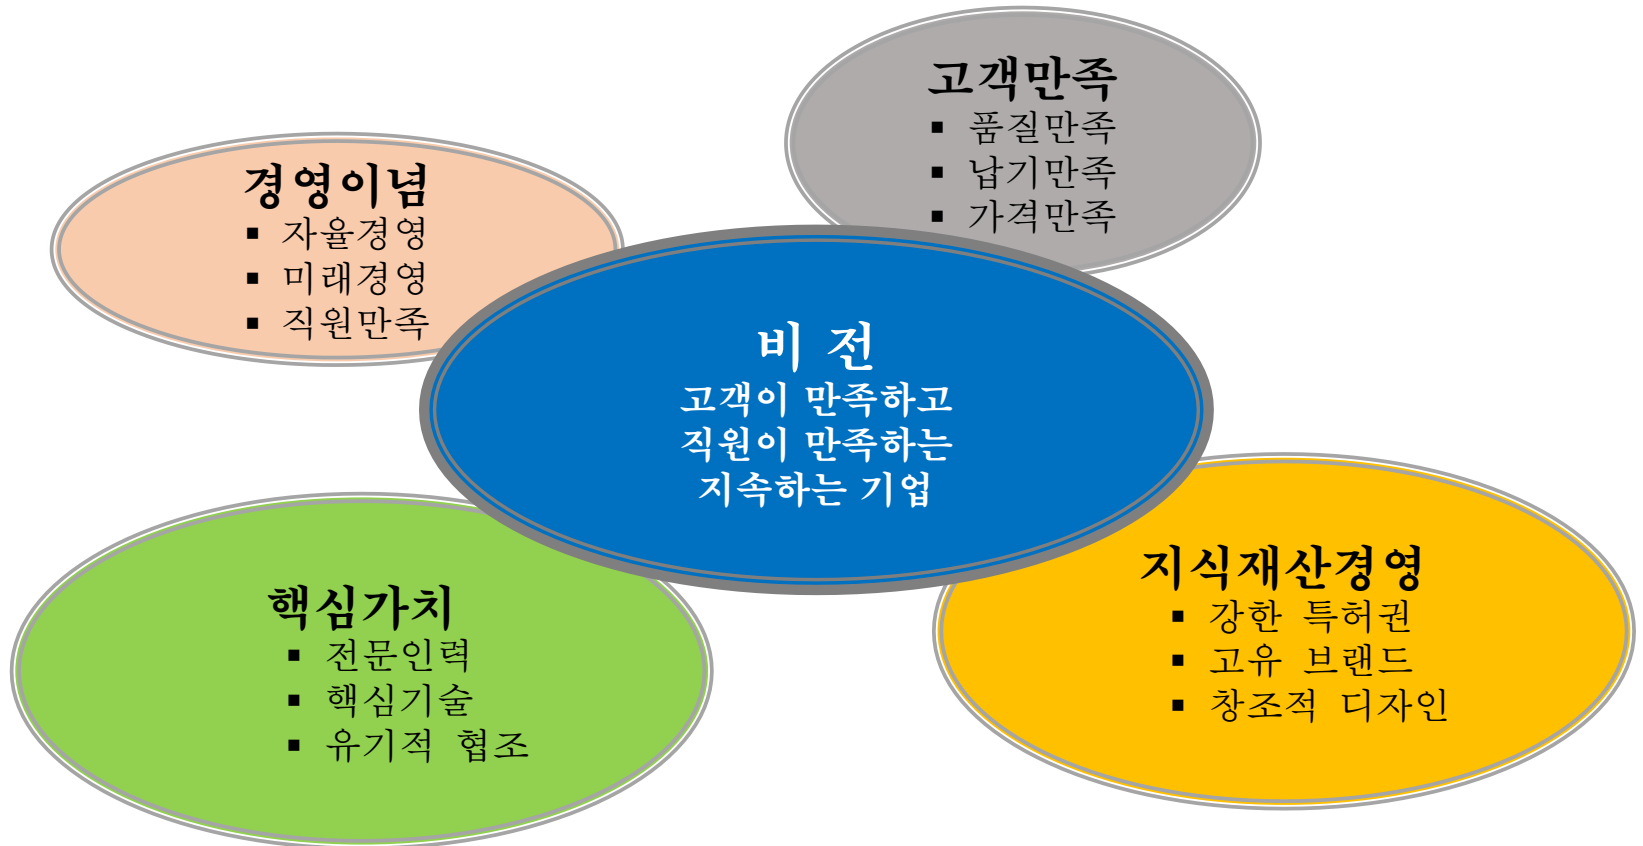 고객만족
▪ 품질만족
▪ 납기만족
▪ 가격만족
경영이념
▪ 자율경영
▪ 미래경영
▪ 직원만족
비 전
고객이 만족하고
직원이 만족하는
지속하는 기업
핵심가치
▪ 전문인력
▪ 핵심기술
▪ 유기적 협조
지식재산경영
▪ 강한 특허권
▪ 고유 브랜드
▪ 창조적 디자인